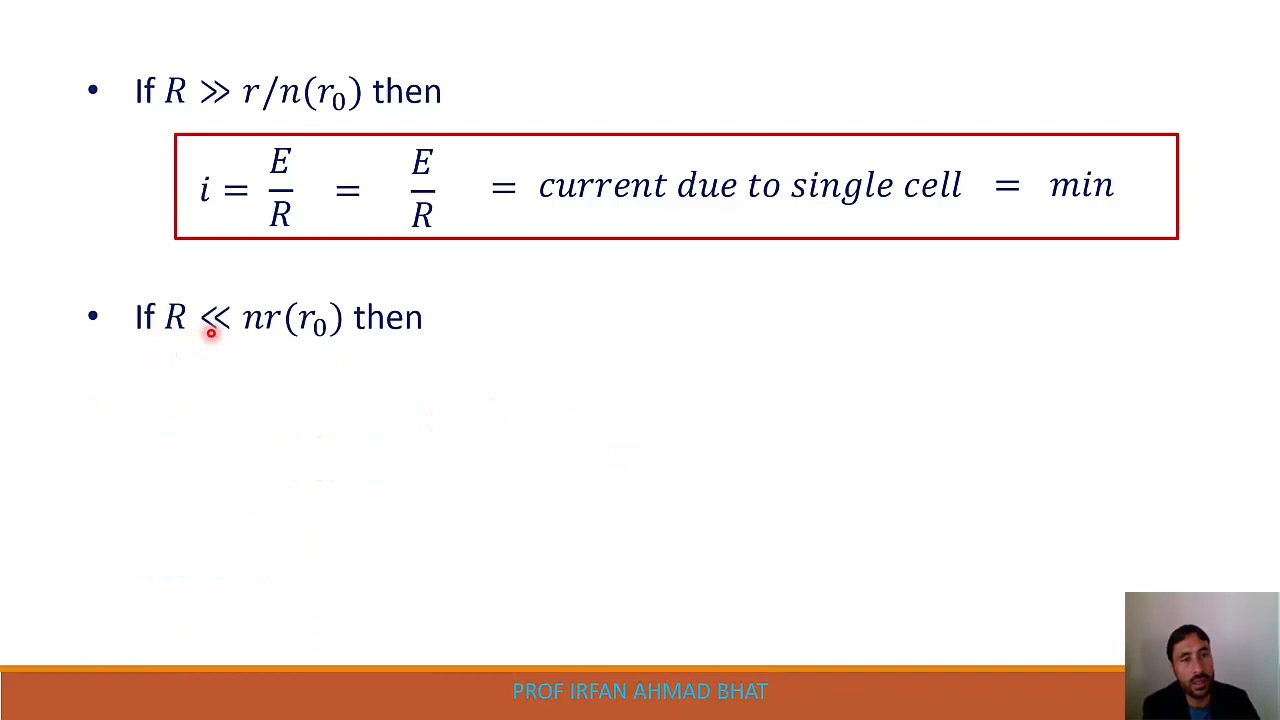 • If R ≫ r/n(r₀) then
i = E/R = E/R = current due to single cell = min
• If R ≪ nr(r₀) then
PROF IRFAN AHMAD BHAT